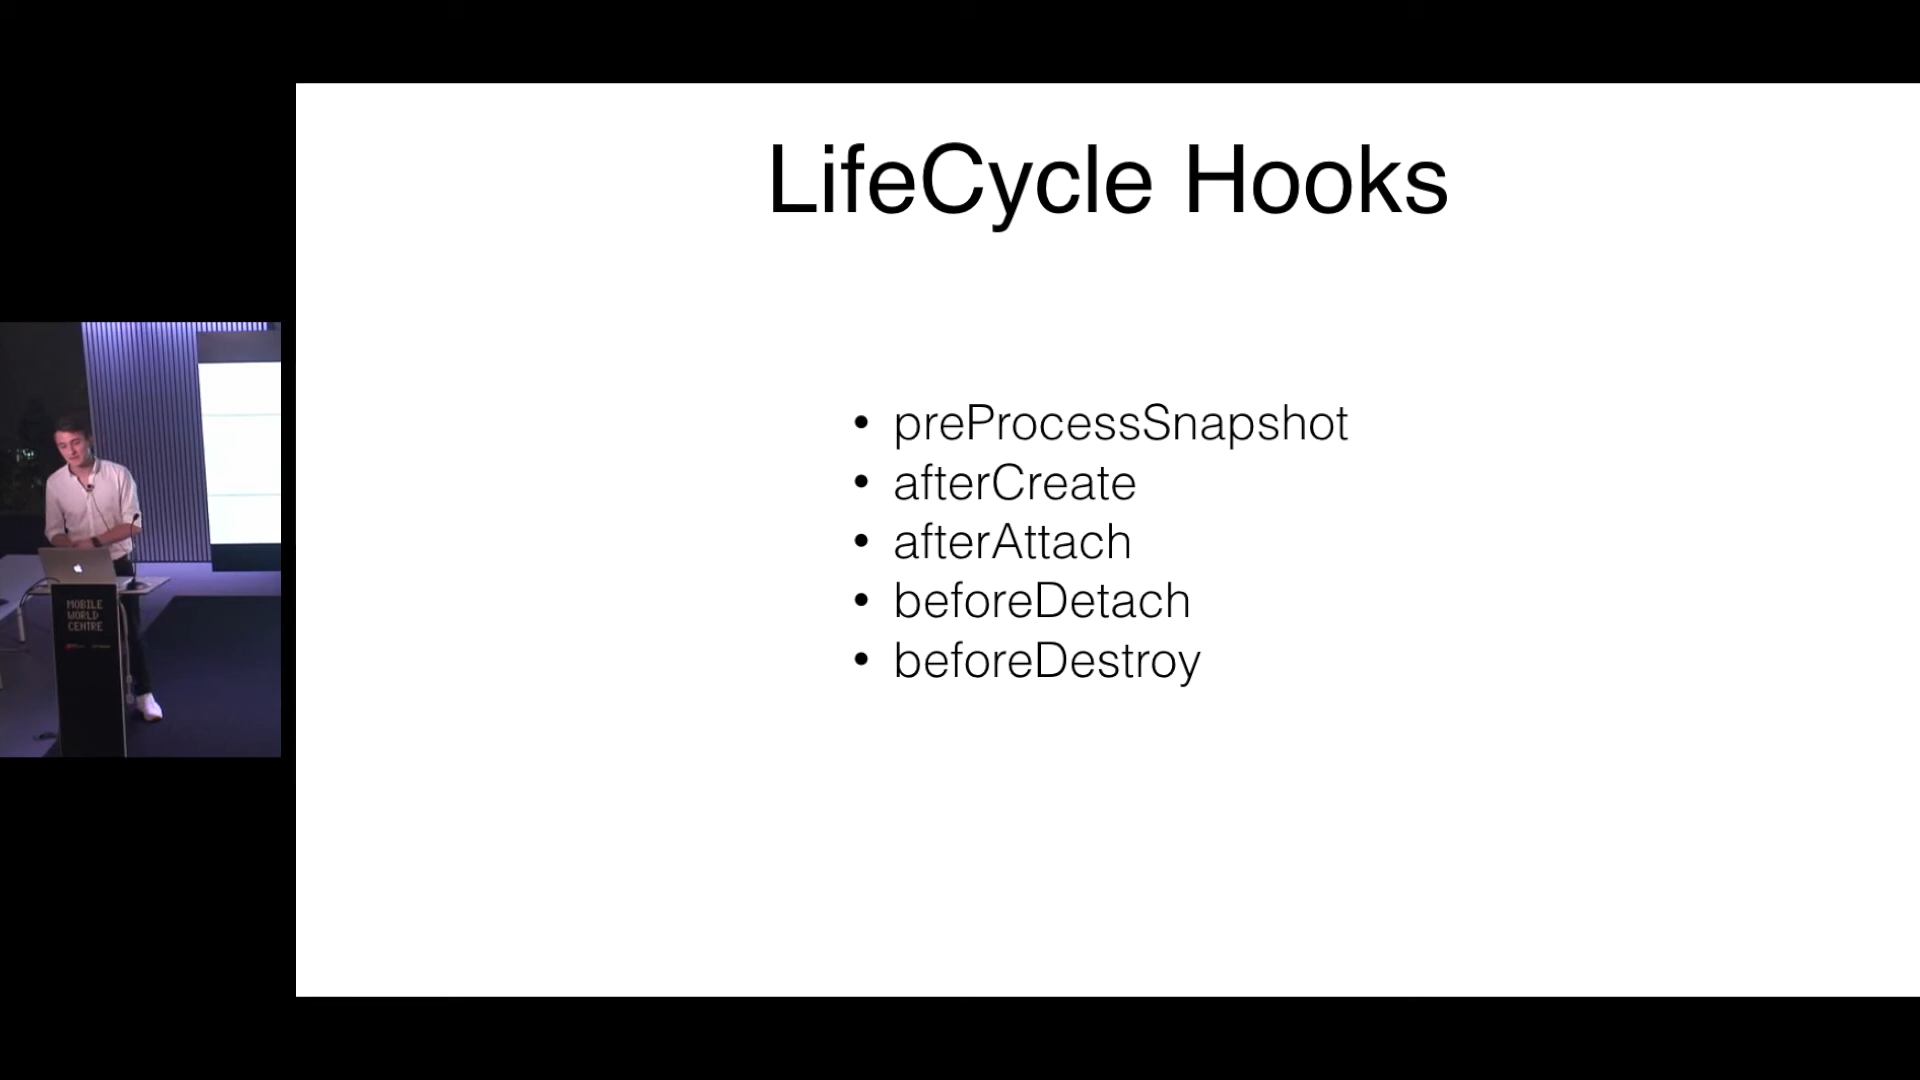 LifeCycle Hooks
• preProcessSnapshot
• afterCreate
• afterAttach
• beforeDetach
• beforeDestroy
MOBILE
WORLD
CENTRE